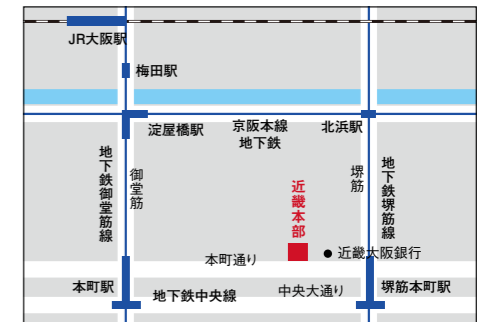 JR大阪駅
梅田駅
淀屋橋駅
京阪本線
地下鉄
北浜駅
地下鉄御堂筋線
御堂筋
近畿本部
堺筋
地下鉄堺筋線
本町通り
近畿大阪銀行
本町駅
地下鉄中央線
中央大通り
堺筋本町駅